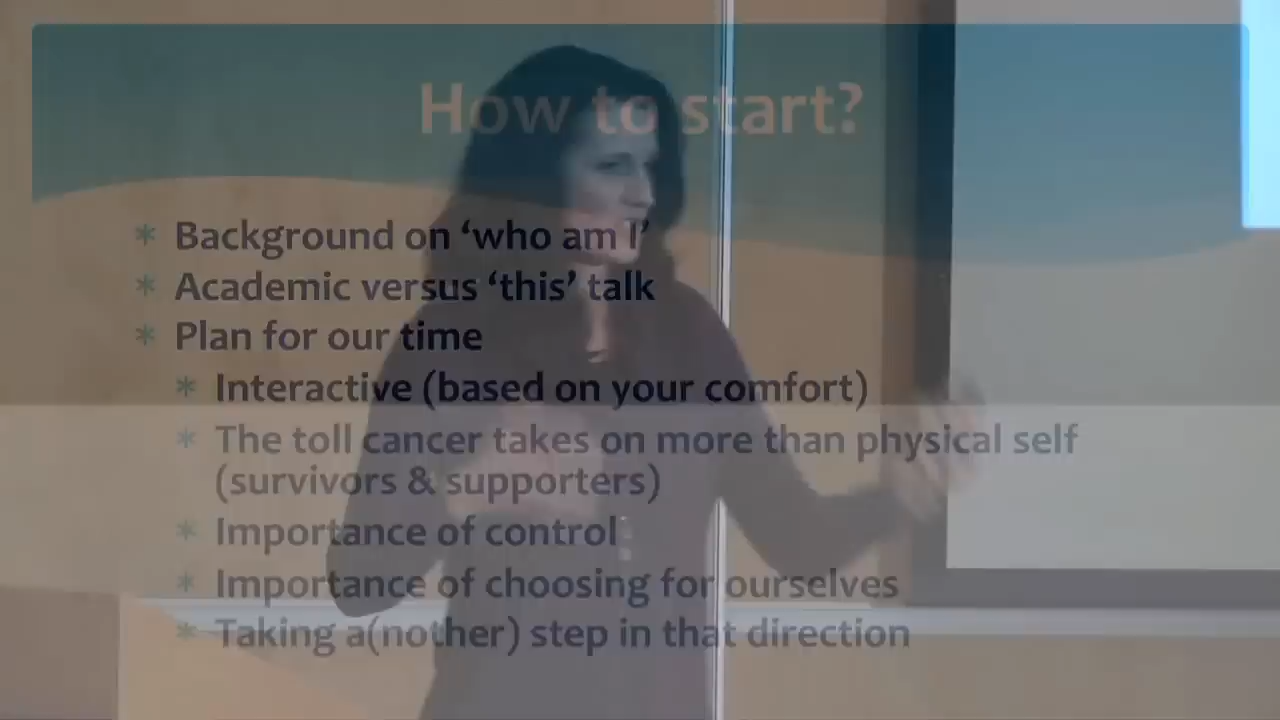 How to start?
* Background on ‘who am I’
* Academic versus ‘this’ talk
* Plan for our time
* Interactive (based on your comfort)
* The toll cancer takes on more than physical self
(survivors & supporters)
* Importance of control
* Importance of choosing for ourselves
* Taking a(nother) step in that direction